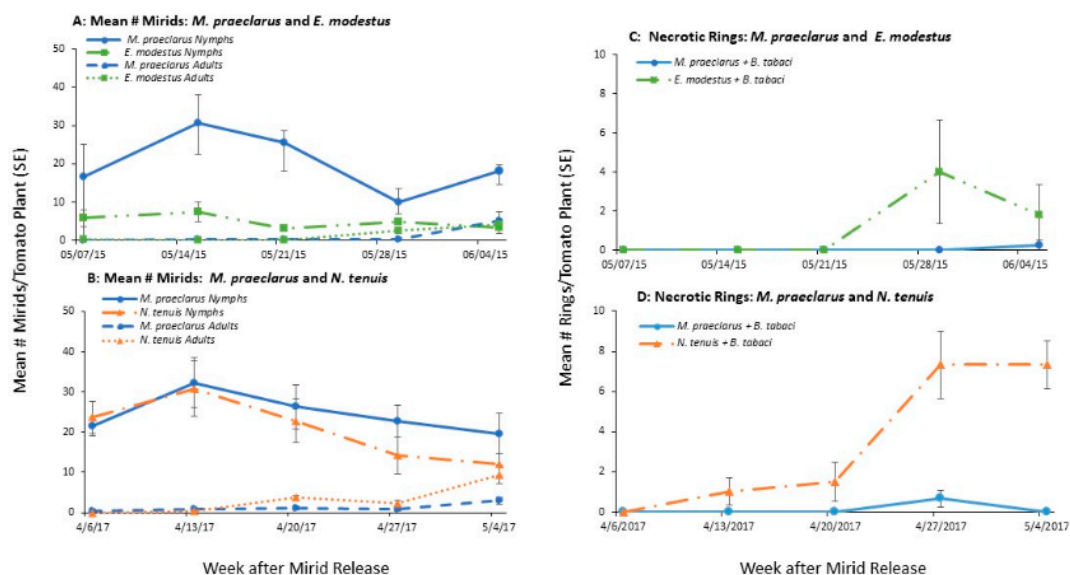 A: Mean # Mirids: M. praeclarus and E. modestus
60
50
40
30
20
10
0
M. praeclarus Nymphs
E. modestus Nymphs
M. praeclarus Adults
E. modestus Adults
05/07/15 05/14/15 05/21/15 05/28/15 06/04/15
B: Mean # Mirids: M. praeclarus and N. tenuis
50
40
30
20
10
0
M. praeclarus Nymphs
N. tenuis Nymphs
M. praeclarus Adults
N. tenuis Adults
4/6/17 4/13/17 4/20/17 4/27/17 5/4/17
Mean # Mirids/Tomato Plant (SE)
Week after Mirid Release
C: Necrotic Rings: M. praeclarus and E. modestus
10
8
6
4
2
0
M. praeclarus + B. tabaci
E. modestus + B. tabaci
05/07/15 05/14/15 05/21/15 05/28/15 06/04/15
D: Necrotic Rings: M. praeclarus and N. tenuis
10
8
6
4
2
0
M. praeclarus + B. tabaci
N. tenuis + B. tabaci
4/6/2017 4/13/2017 4/20/2017 4/27/2017 5/4/2017
Mean # Rings/Tomato Plant (SE)
Week after Mirid Release